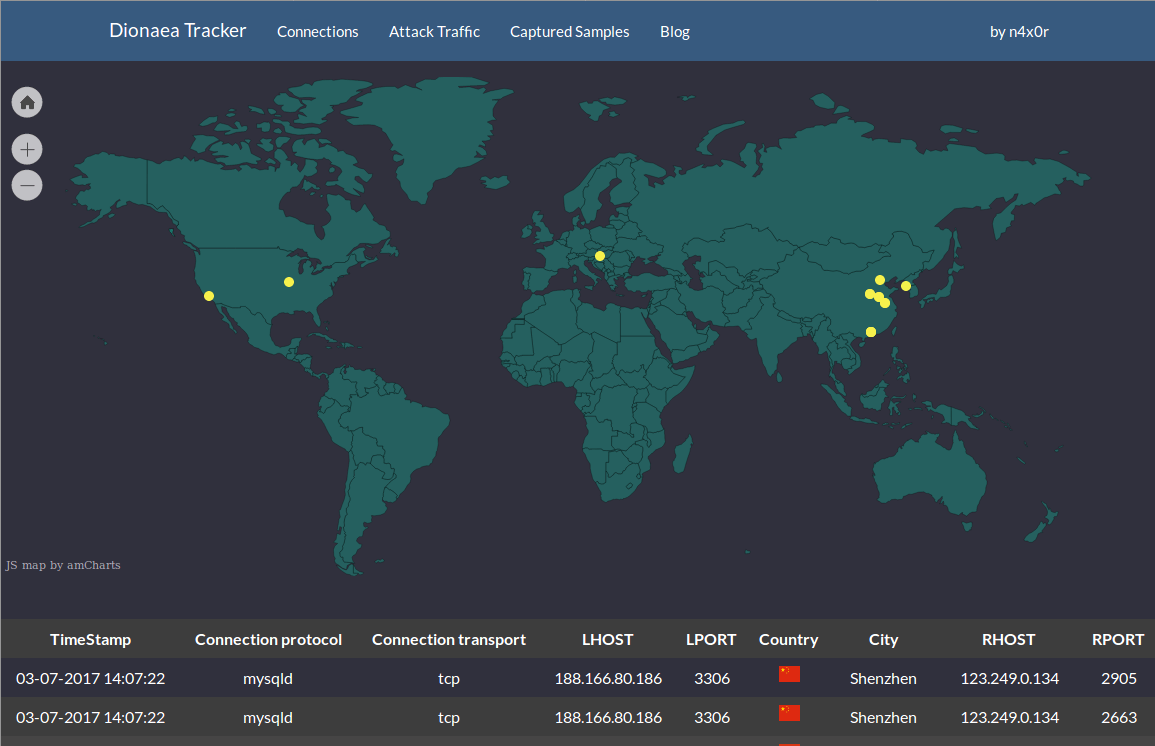 Dionaea Tracker Connections Attack Traffic Captured Samples Blog by n4x0r
JS map by amCharts
TimeStamp Connection protocol Connection transport LHOST LPORT Country City RHOST RPORT
03-07-2017 14:07:22 mysqld tcp 188.166.80.186 3306 Shenzhen 123.249.0.134 2905
03-07-2017 14:07:22 mysqld tcp 188.166.80.186 3306 Shenzhen 123.249.0.134 2663